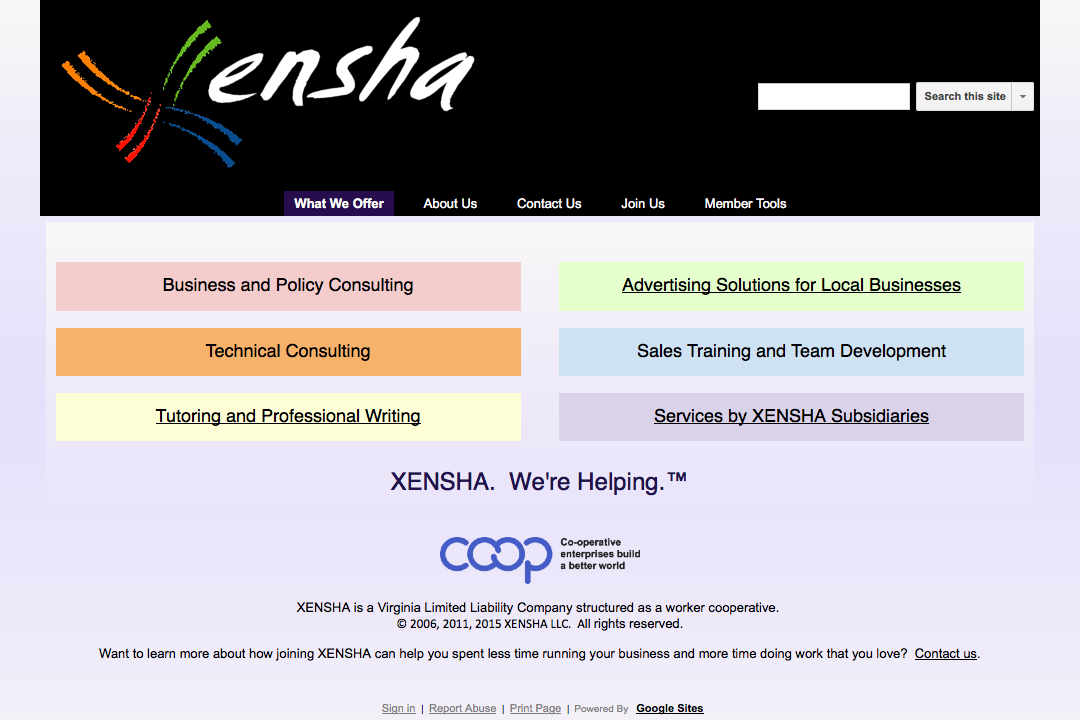 Xensha
Search this site
What We Offer About Us Contact Us Join Us Member Tools
Business and Policy Consulting
Advertising Solutions for Local Businesses
Technical Consulting
Sales Training and Team Development
Tutoring and Professional Writing
Services by XENSHA Subsidiaries
XENSHA. We're Helping.™
coop
Co-operative
enterprises build
a better world
XENSHA is a Virginia Limited Liability Company structured as a worker cooperative.
© 2006, 2011, 2015 XENSHA LLC. All rights reserved.
Want to learn more about how joining XENSHA can help you spent less time running your business and more time doing work that you love? Contact us.
Sign in | Report Abuse | Print Page | Powered By Google Sites